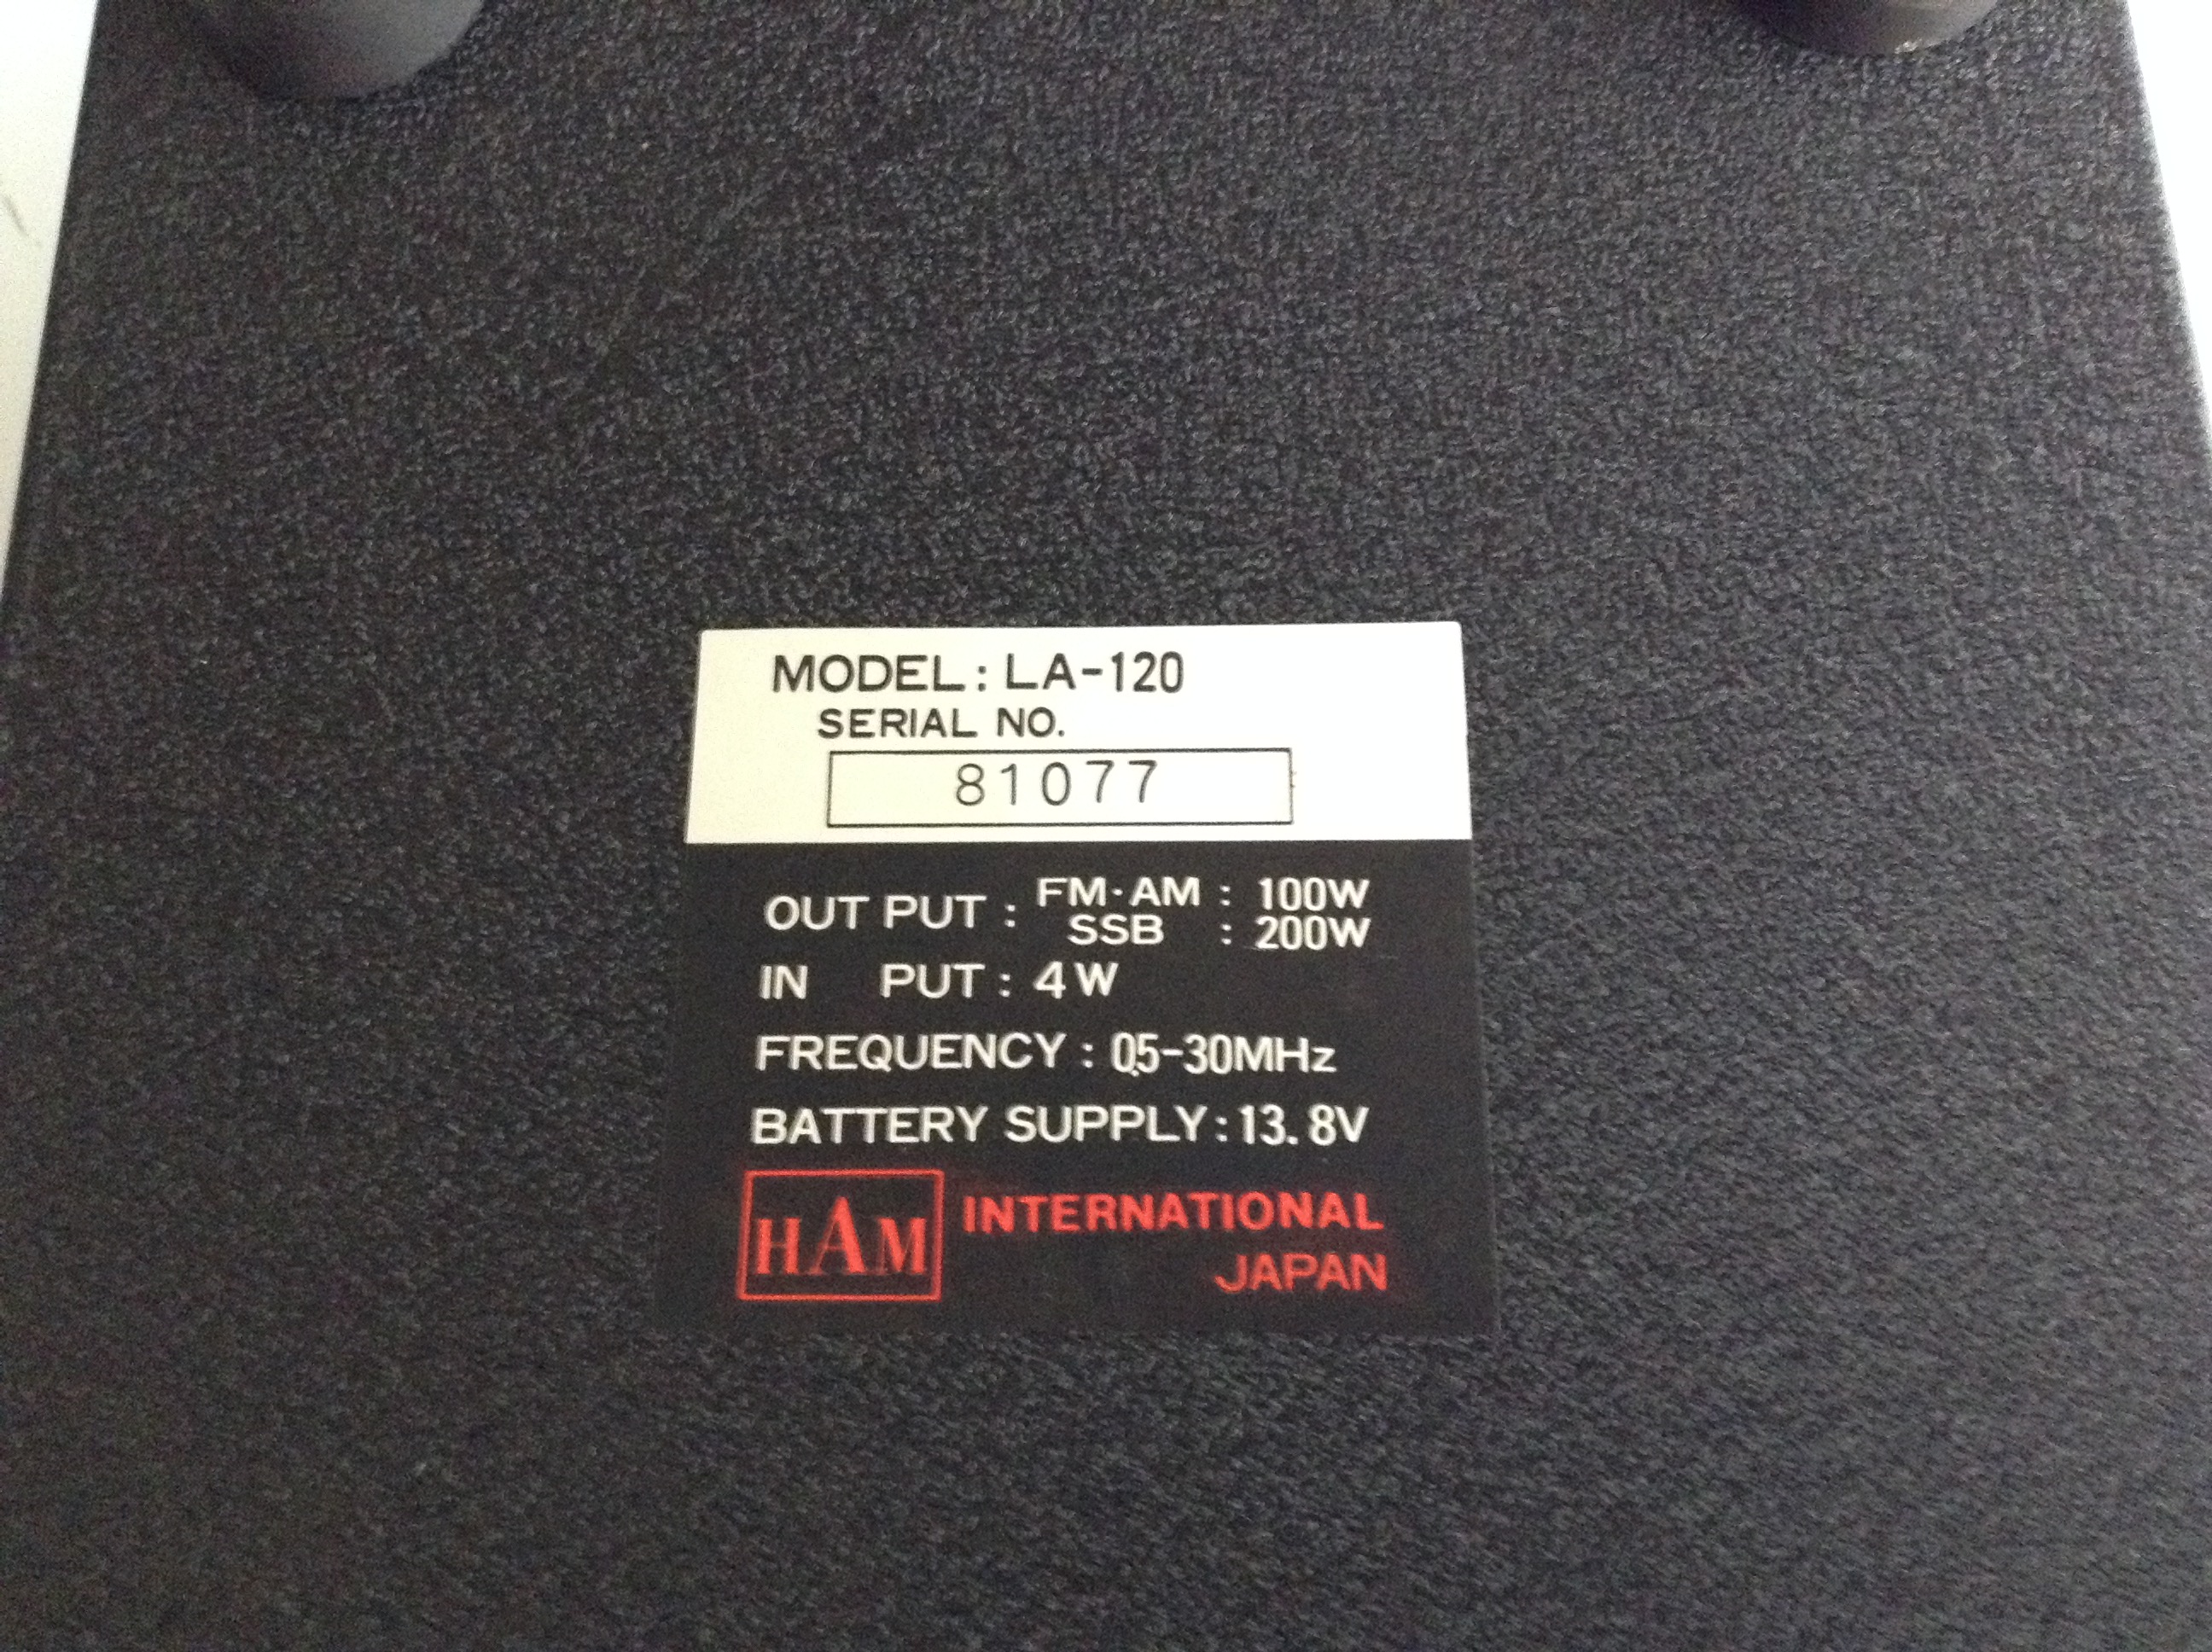 MODEL : LA-120
SERIAL NO.
81077
OUT PUT : FM·AM : 100W
SSB : 200W
IN PUT : 4W
FREQUENCY : 0.5-30MHz
BATTERY SUPPLY : 13.8V
HAM INTERNATIONAL
JAPAN